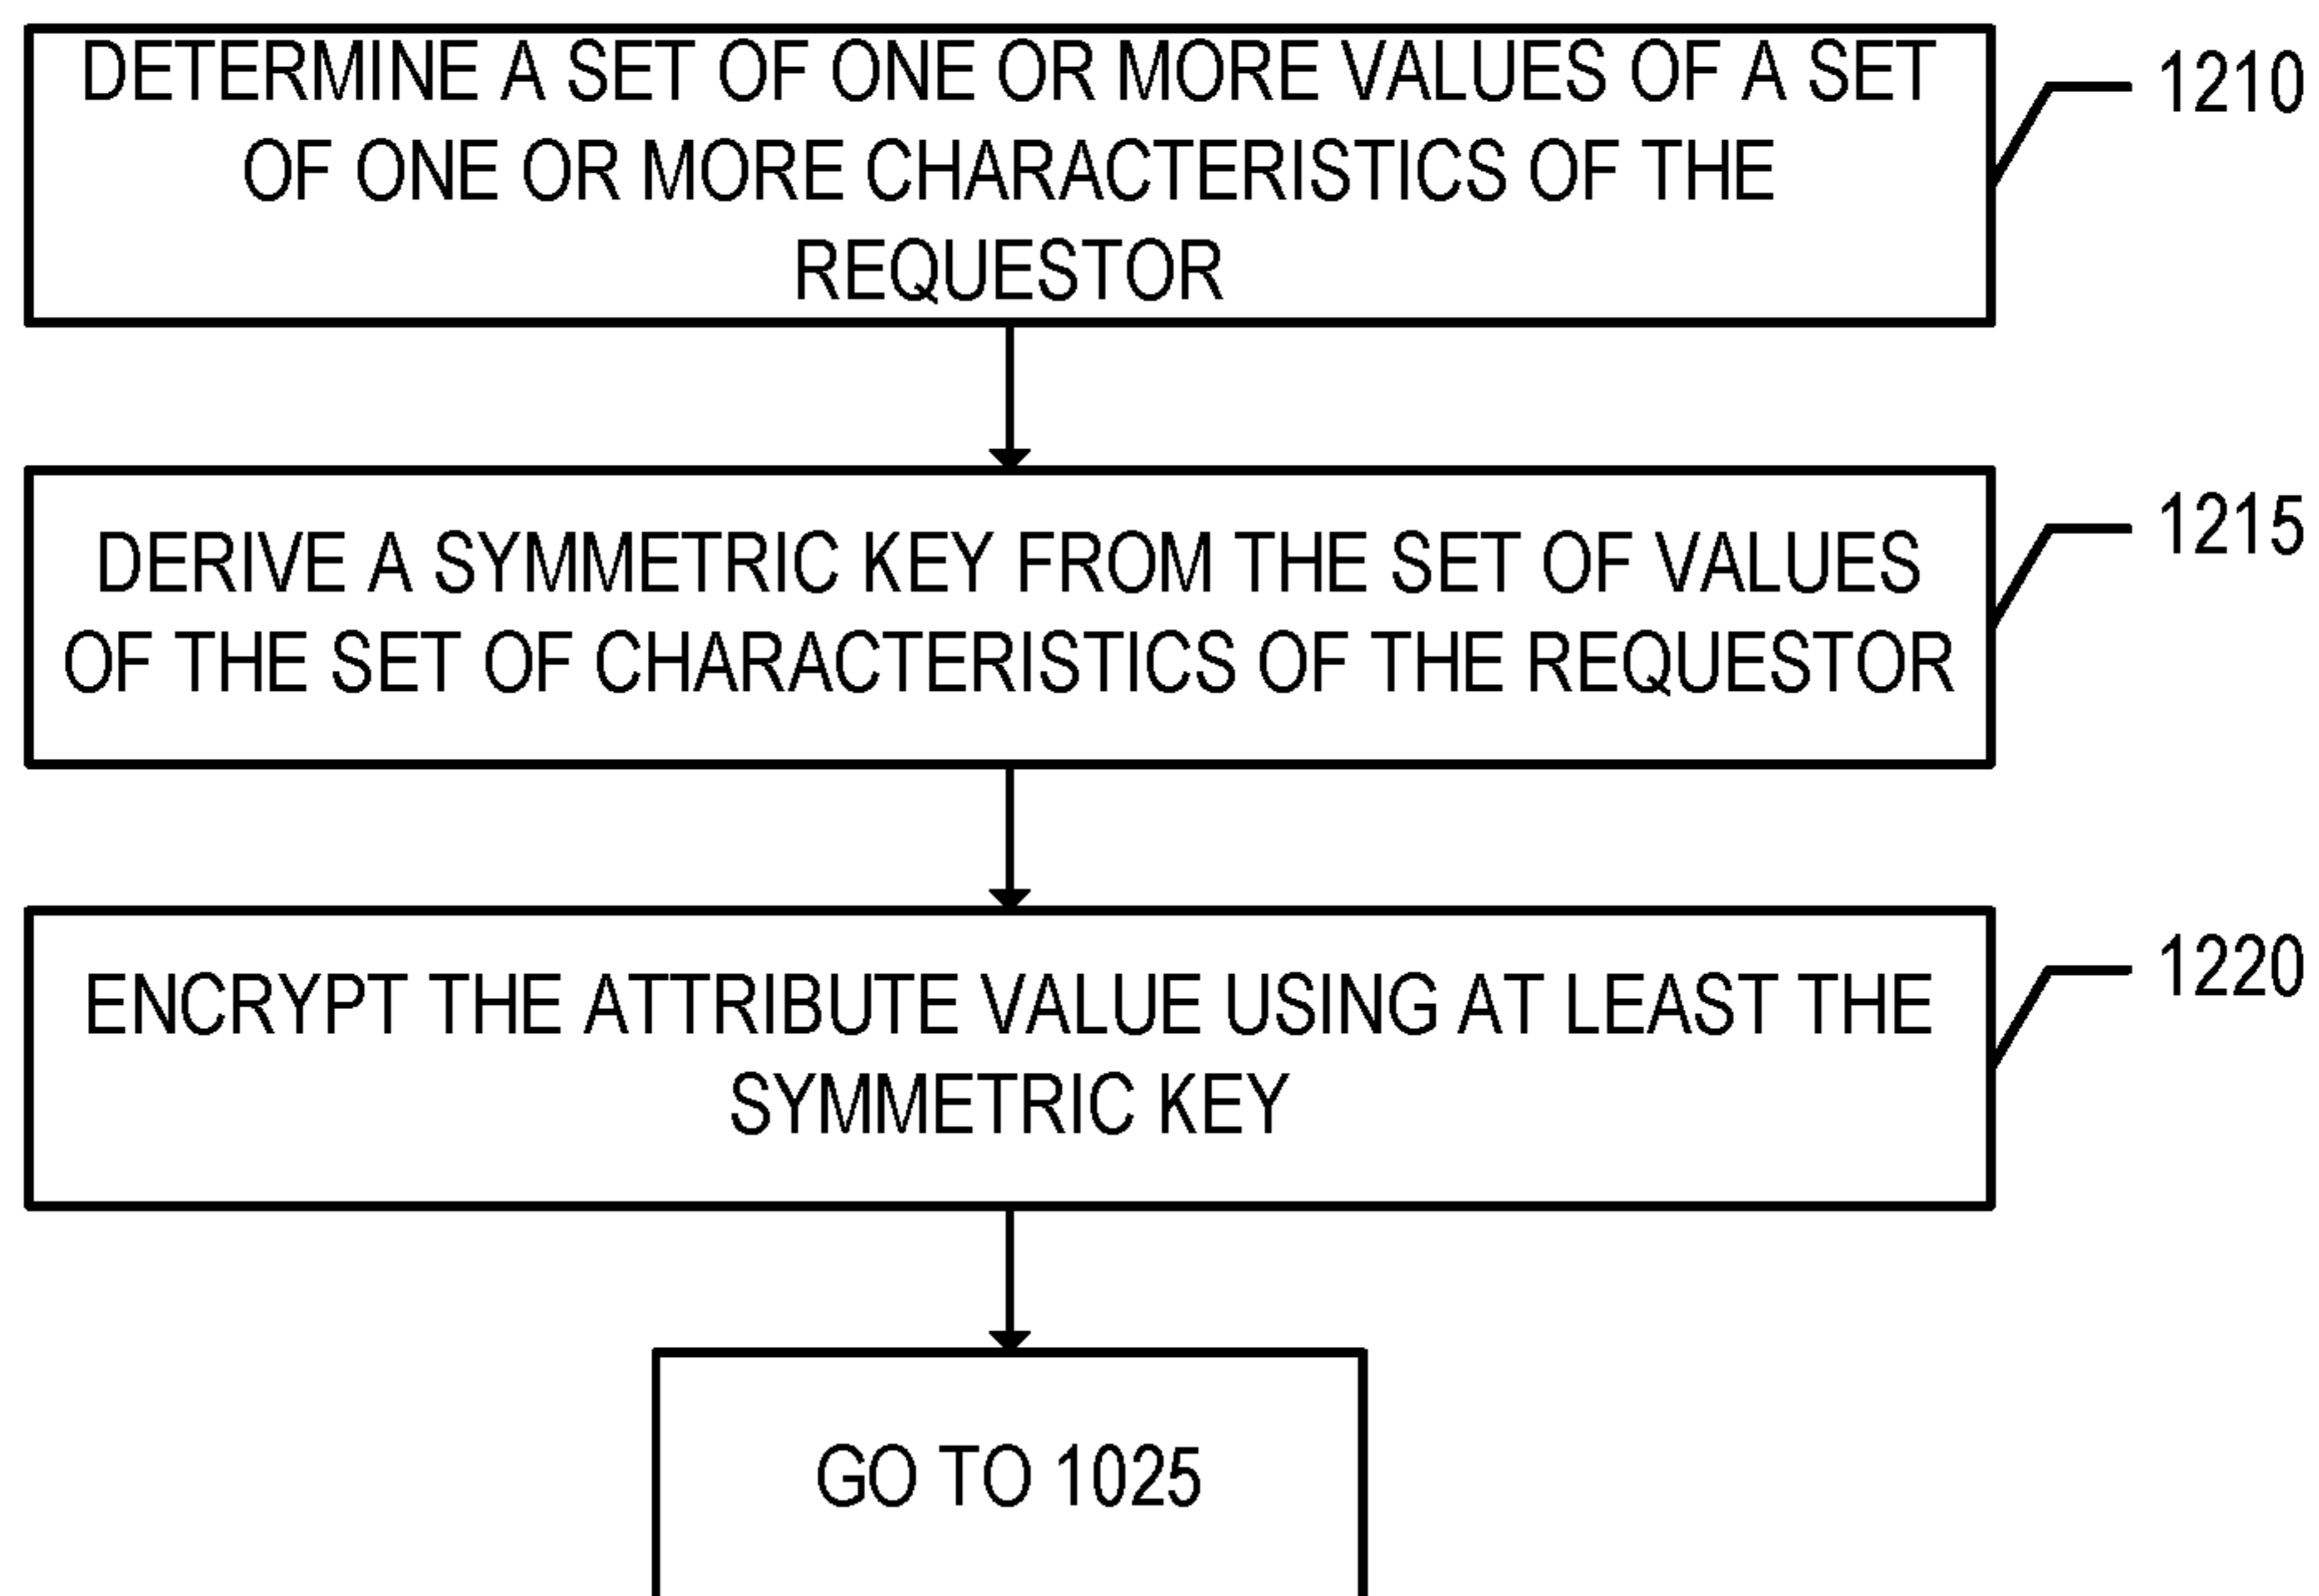 DETERMINE A SET OF ONE OR MORE VALUES OF A SET
OF ONE OR MORE CHARACTERISTICS OF THE
REQUESTOR
1210
DERIVE A SYMMETRIC KEY FROM THE SET OF VALUES
OF THE SET OF CHARACTERISTICS OF THE REQUESTOR
1215
ENCRYPT THE ATTRIBUTE VALUE USING AT LEAST THE
SYMMETRIC KEY
1220
GO TO 1025